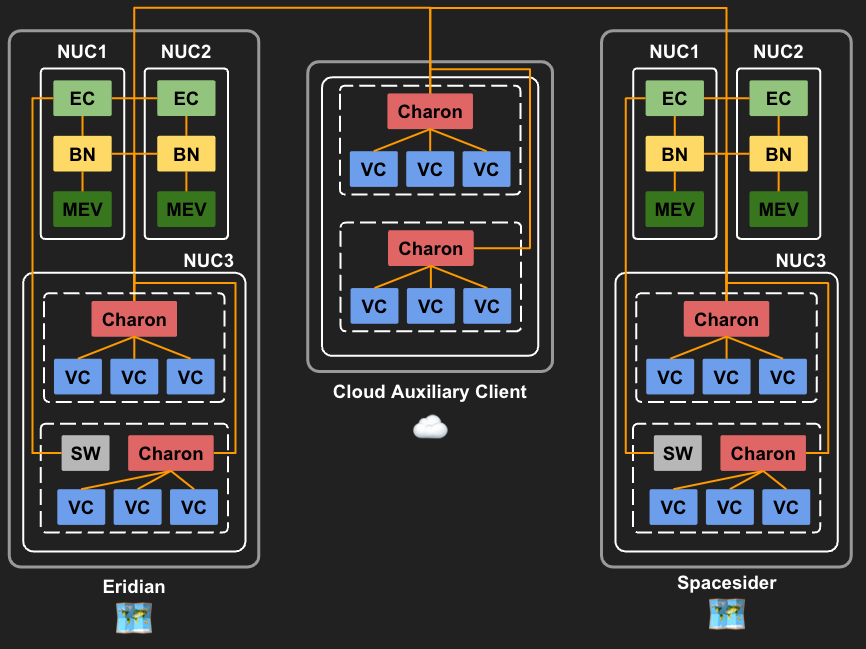 NUC1 NUC2
EC EC
BN BN
MEV MEV
NUC3
Charon
VC VC VC
SW Charon
VC VC VC
Eridian
Charon
VC VC VC
Charon
VC VC VC
Cloud Auxiliary Client
NUC1 NUC2
EC EC
BN BN
MEV MEV
NUC3
Charon
VC VC VC
SW Charon
VC VC VC
Spacesider